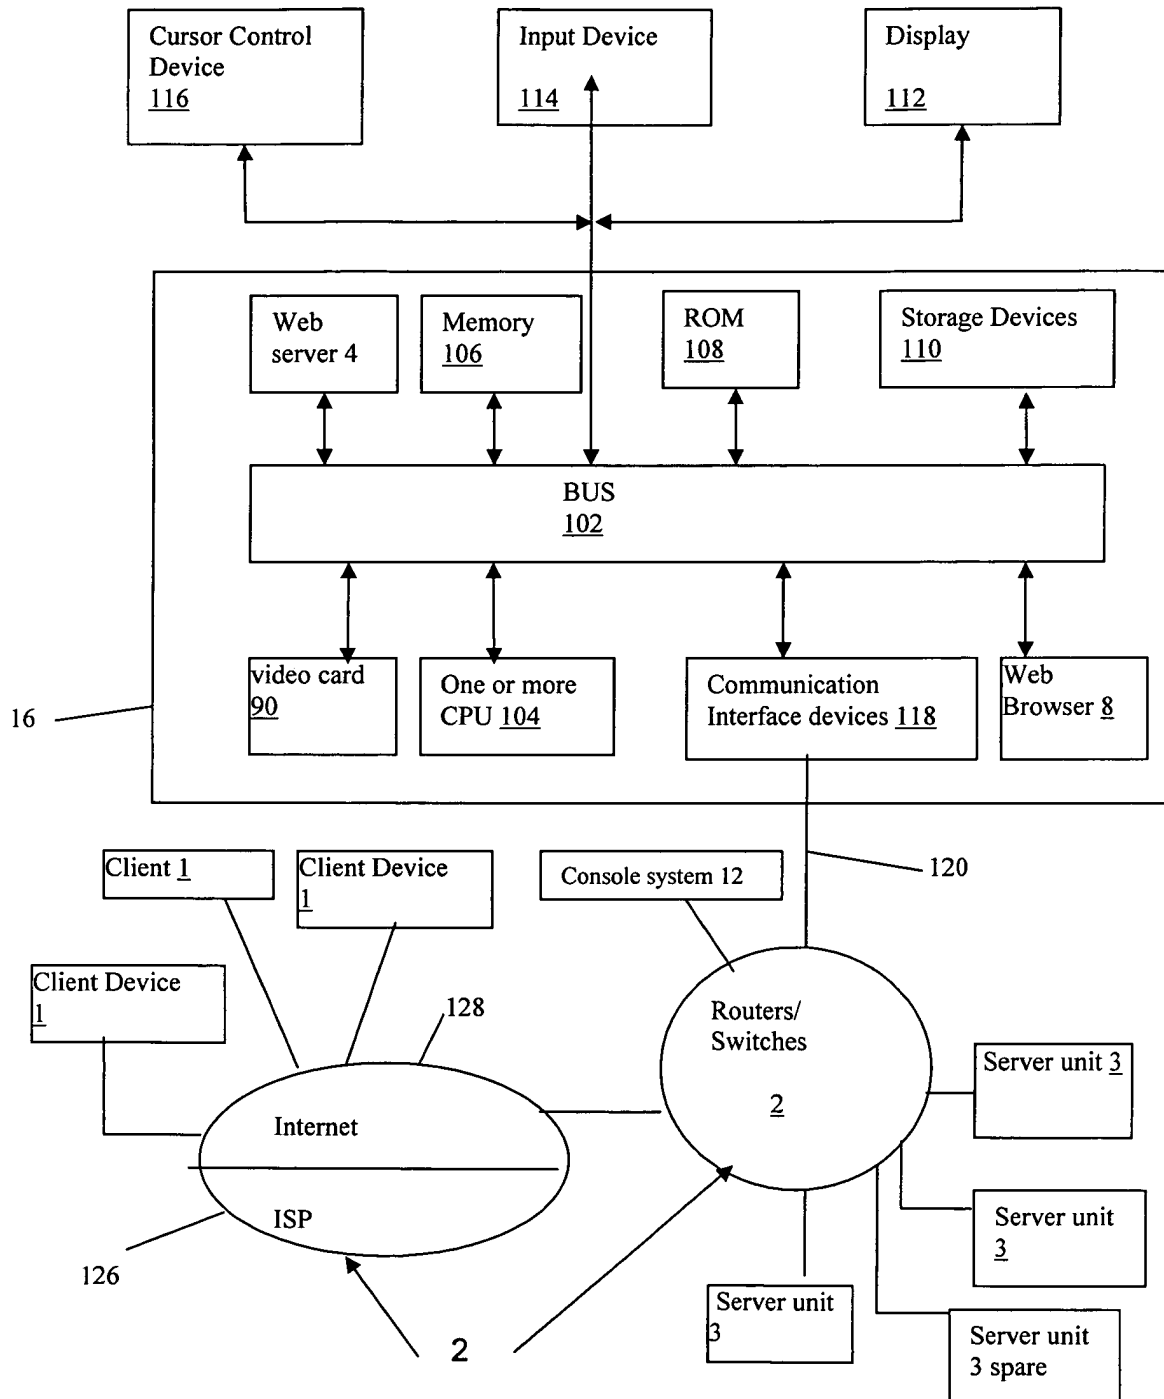 Cursor Control
Device
116
Input Device
114
Display
112
Web
server 4
Memory
106
ROM
108
Storage Devices
110
BUS
102
video card
90
One or more
CPU 104
Communication
Interface devices 118
Web
Browser 8
16
Client 1
Client Device
1
Console system 12
120
Client Device
1
128
Routers/
Switches
2
Server unit 3
Internet
ISP
Server unit
3
126
Server unit
3
2
Server unit
3 spare